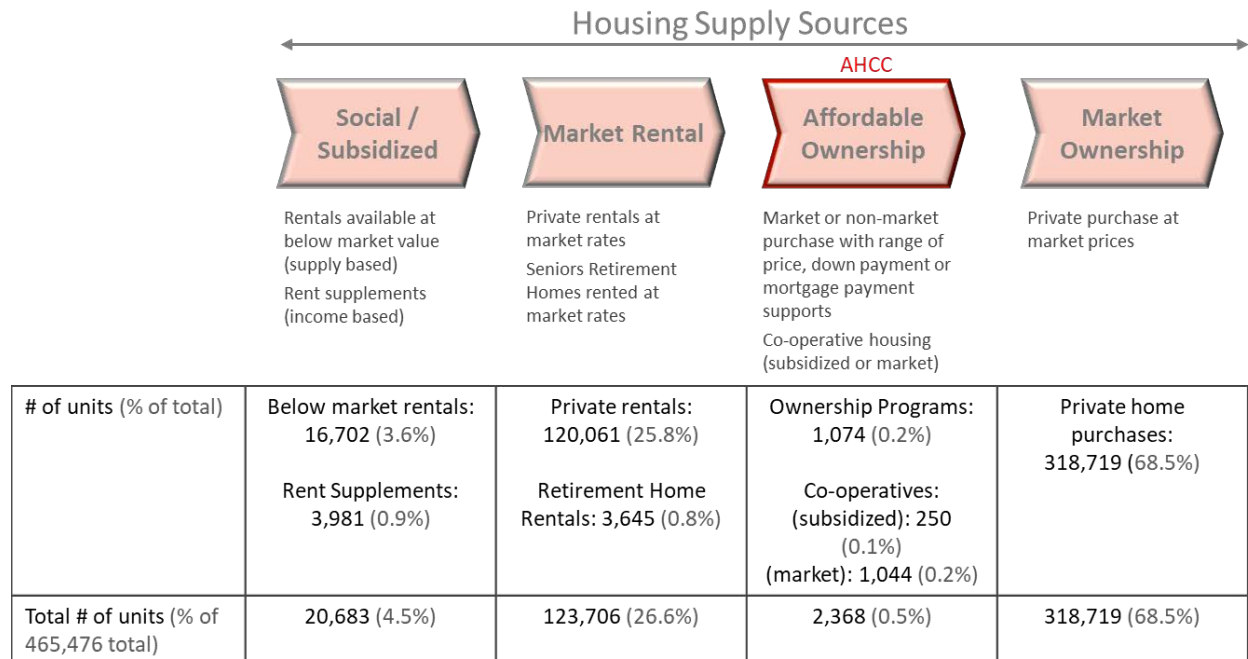 Housing Supply Sources
AHCC
Social /
Subsidized
Market Rental
Affordable
Ownership
Market
Ownership
Rentals available at
below market value
(supply based)
Rent supplements
(income based)
Private rentals at
market rates
Seniors Retirement
Homes rented at
market rates
Market or non-market
purchase with range of
price, down payment or
mortgage payment
supports
Co-operative housing
(subsidized or market)
Private purchase at
market prices
# of units (% of total)
Below market rentals:
16,702 (3.6%)
Rent Supplements:
3,981 (0.9%)
Private rentals:
120,061 (25.8%)
Retirement Home
Rentals: 3,645 (0.8%)
Ownership Programs:
1,074 (0.2%)
Co-operatives:
(subsidized): 250
(0.1%)
(market): 1,044 (0.2%)
Private home
purchases:
318,719 (68.5%)
Total # of units (% of
465,476 total)
20,683 (4.5%)
123,706 (26.6%)
2,368 (0.5%)
318,719 (68.5%)